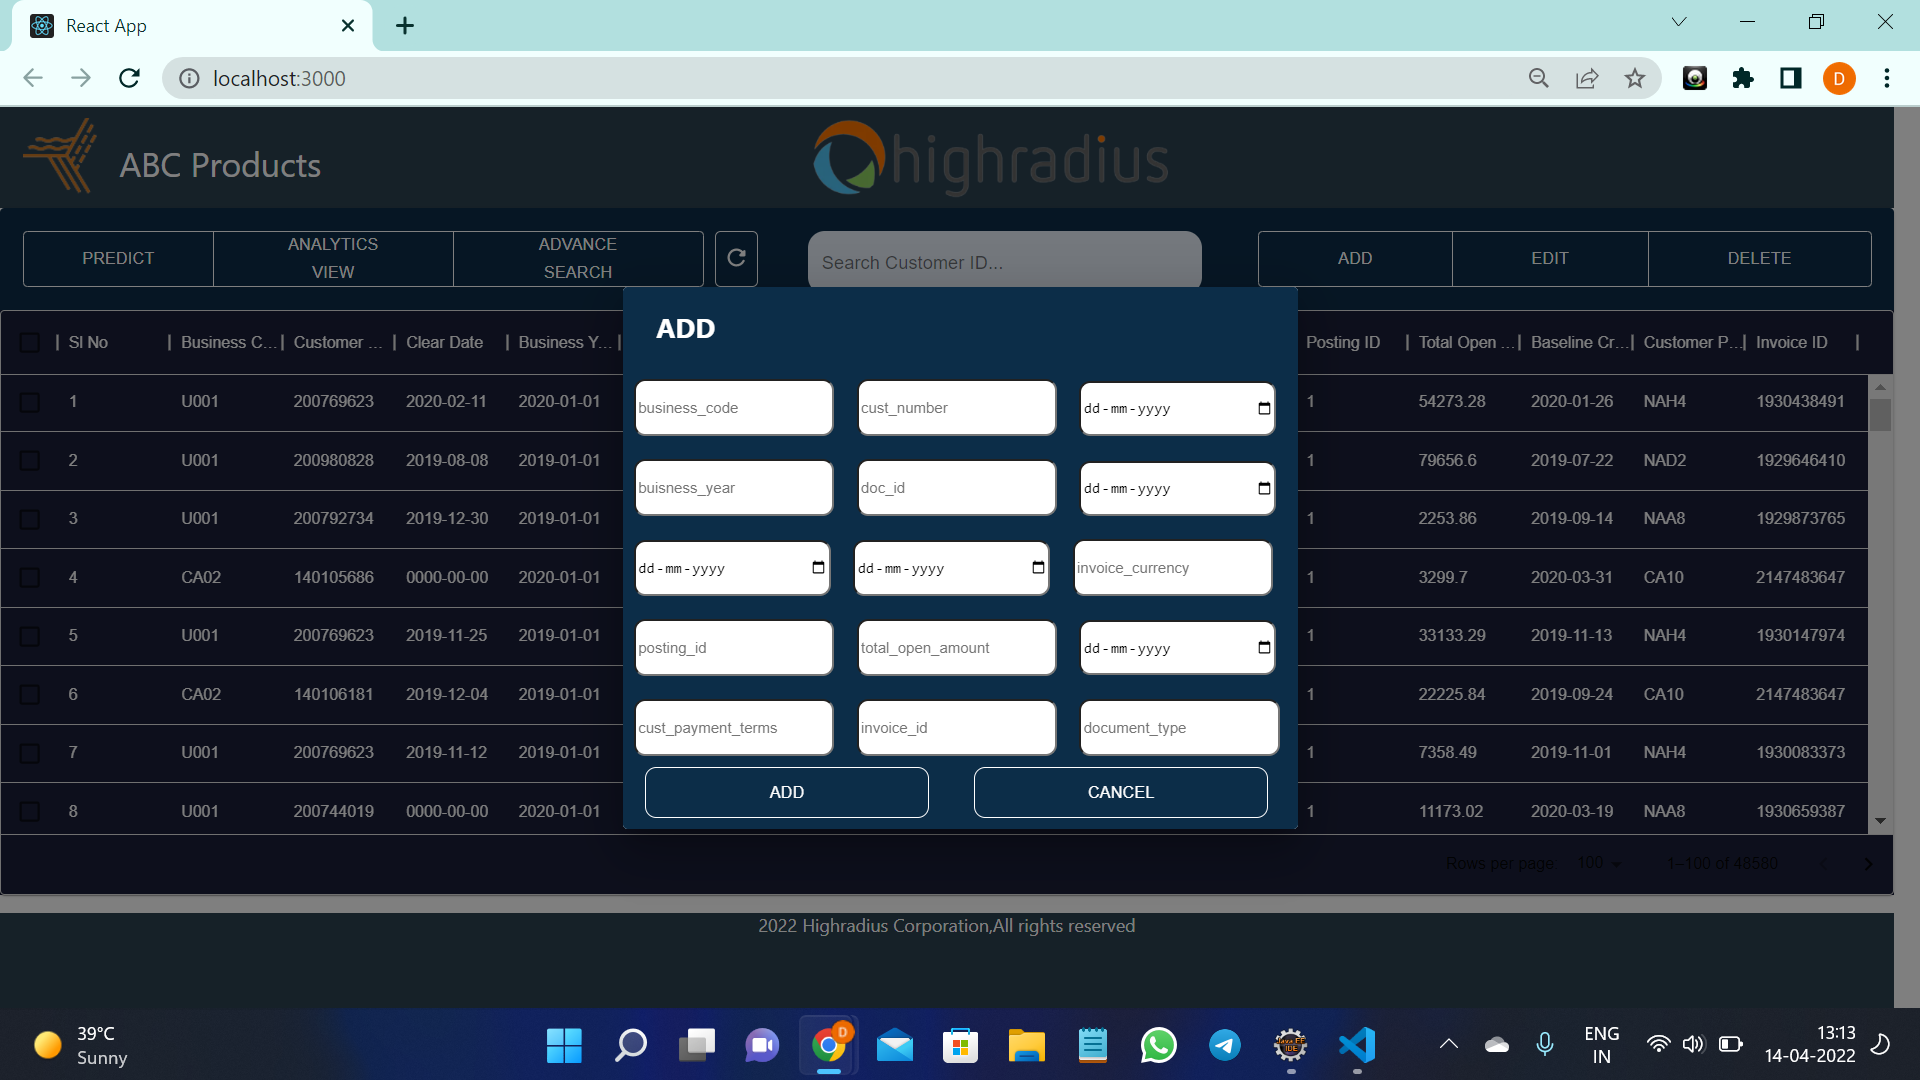 React App
localhost:3000
D
ABC Products
highradius
PREDICT
ANALYTICS VIEW
ADVANCE SEARCH
Search Customer ID...
ADD
EDIT
DELETE
Sl No
Business C...
Customer ...
Clear Date
Business Y...
Posting ID
Total Open ...
Baseline Cr...
Customer P...
Invoice ID
1 U001 200769623 2020-02-11 2020-01-01 1 54273.28 2020-01-26 NAH4 1930438491
2 U001 200980828 2019-08-08 2019-01-01 1 79656.6 2019-07-22 NAD2 1929646410
3 U001 200792734 2019-12-30 2019-01-01 1 2253.86 2019-09-14 NAA8 1929873765
4 CA02 140105686 0000-00-00 2020-01-01 1 3299.7 2020-03-31 CA10 2147483647
5 U001 200769623 2019-11-25 2019-01-01 1 33133.29 2019-11-13 NAH4 1930147974
6 CA02 140106181 2019-12-04 2019-01-01 1 22225.84 2019-09-24 CA10 2147483647
7 U001 200769623 2019-11-12 2019-01-01 1 7358.49 2019-11-01 NAH4 1930083373
8 U001 200744019 0000-00-00 2020-01-01 1 11173.02 2020-03-19 NAA8 1930659387
ADD
business_code cust_number dd-mm-yyyy
buisness_year doc_id dd-mm-yyyy
dd-mm-yyyy dd-mm-yyyy invoice_currency
posting_id total_open_amount dd-mm-yyyy
cust_payment_terms invoice_id document_type
ADD CANCEL
Rows per page 100 1–100 of 48580
2022 Highradius Corporation,All rights reserved
39°C
Sunny
D
Java EE
IDE
ENG
IN
13:13
14-04-2022